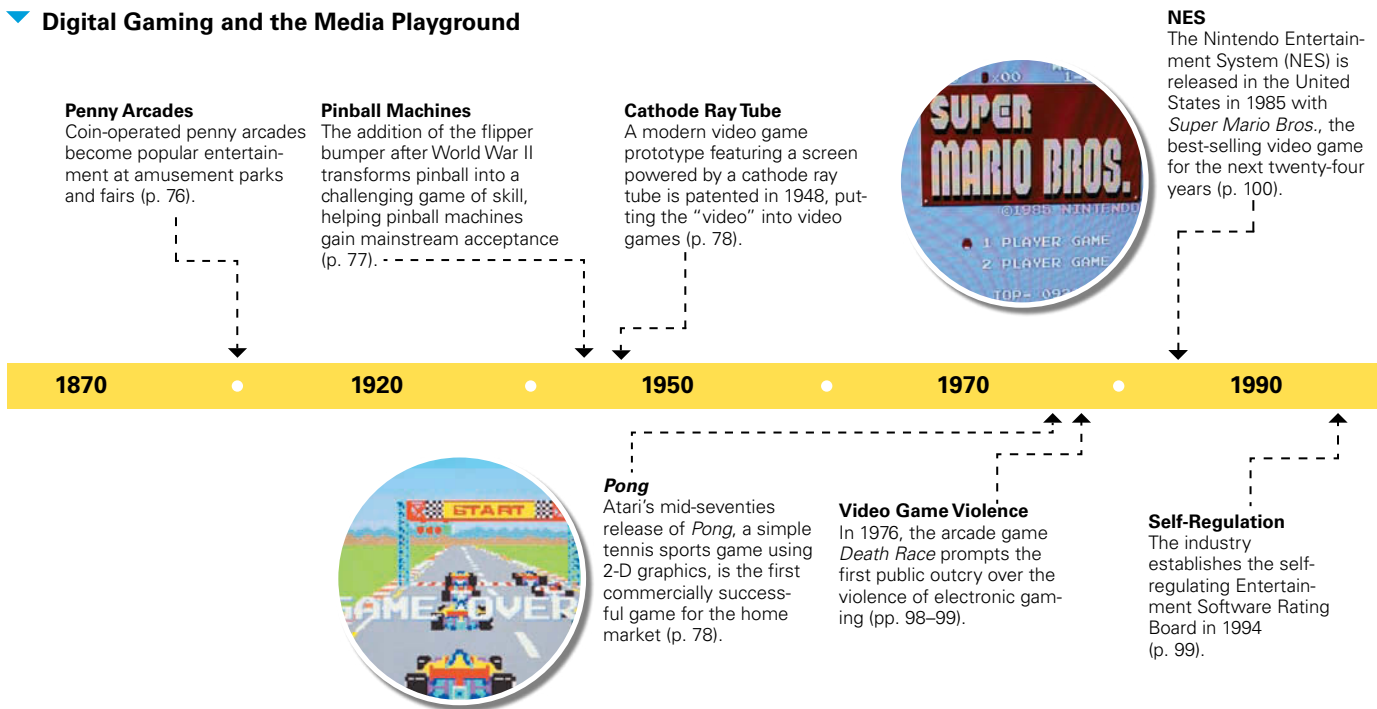 Digital Gaming and the Media Playground
Penny Arcades
Coin-operated penny arcades
become popular entertain-
ment at amusement parks
and fairs (p. 76).
Pinball Machines
The addition of the flipper
bumper after World War II
transforms pinball into a
challenging game of skill,
helping pinball machines
gain mainstream acceptance
(p. 77).
Cathode Ray Tube
A modern video game
prototype featuring a screen
powered by a cathode ray
tube is patented in 1948, put-
ting the “video” into video
games (p. 78).
SUPER
MARIO BROS.
©1985 NINTENDO
1 PLAYER GAME
2 PLAYER GAME
TOP- 092
NES
The Nintendo Entertain-
ment System (NES) is
released in the United
States in 1985 with
Super Mario Bros., the
best-selling video game
for the next twenty-four
years (p. 100).
1870 1920 1950 1970 1990
START
GAME OVER
Pong
Atari’s mid-seventies
release of Pong, a simple
tennis sports game using
2-D graphics, is the first
commercially success-
ful game for the home
market (p. 78).
Video Game Violence
In 1976, the arcade game
Death Race prompts the
first public outcry over the
violence of electronic gam-
ing (pp. 98–99).
Self-Regulation
The industry
establishes the self-
regulating Entertain-
ment Software Rating
Board in 1994
(p. 99).